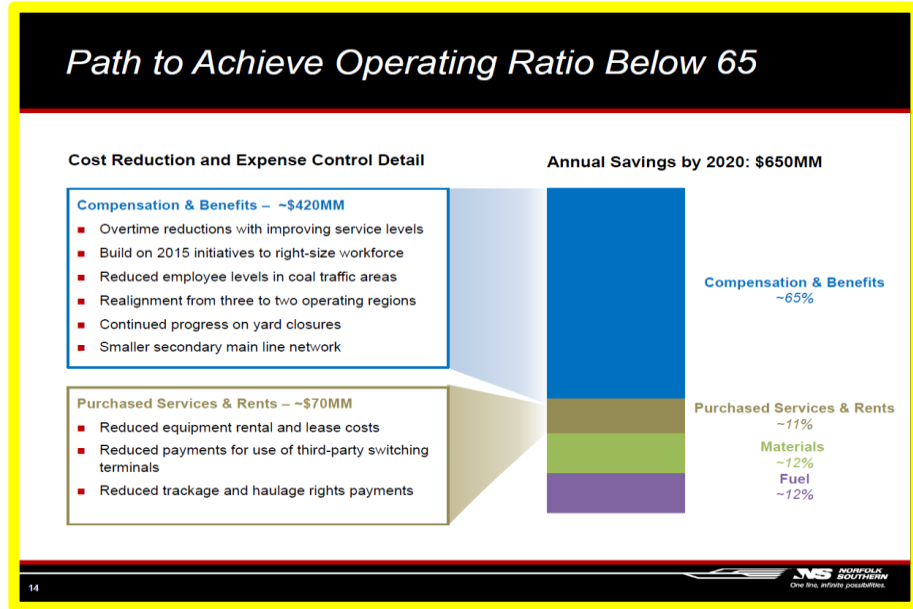 Path to Achieve Operating Ratio Below 65
Cost Reduction and Expense Control Detail
Compensation & Benefits – ~$420MM
Overtime reductions with improving service levels
Build on 2015 initiatives to right-size workforce
Reduced employee levels in coal traffic areas
Realignment from three to two operating regions
Continued progress on yard closures
Smaller secondary main line network
Purchased Services & Rents – ~$70MM
Reduced equipment rental and lease costs
Reduced payments for use of third-party switching
terminals
Reduced trackage and haulage rights payments
Annual Savings by 2020: $650MM
Compensation & Benefits
~65%
Purchased Services & Rents
~11%
Materials
~12%
Fuel
~12%
14
NS NORFOLK
SOUTHERN
One line, infinite possibilities.